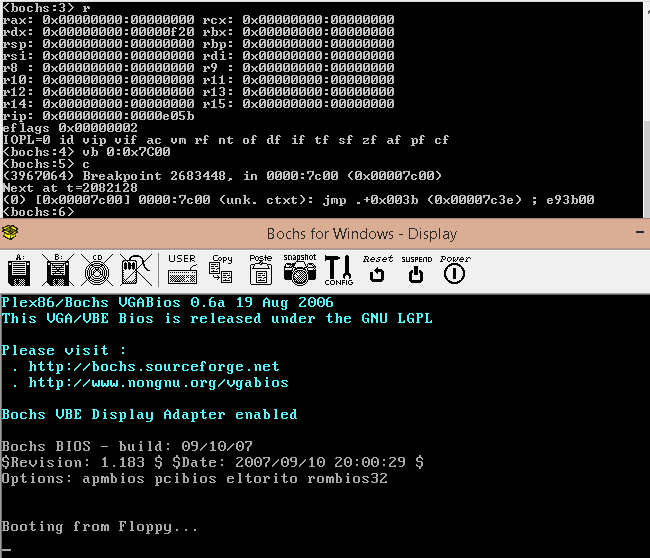 <bochs:3> r
rax: 0x00000000:00000000 rcx: 0x00000000:00000000
rdx: 0x00000000:00000f20 rbx: 0x00000000:00000000
rsp: 0x00000000:00000000 rbp: 0x00000000:00000000
rsi: 0x00000000:00000000 rdi: 0x00000000:00000000
r8 : 0x00000000:00000000 r9 : 0x00000000:00000000
r10: 0x00000000:00000000 r11: 0x00000000:00000000
r12: 0x00000000:00000000 r13: 0x00000000:00000000
r14: 0x00000000:00000000 r15: 0x00000000:00000000
rip: 0x00000000:0000e05b
eflags 0x00000002
IOPL=0 id vip vif ac vm rf nt of df if tf sf zf af pf cf
<bochs:4> vb 0:0x7C00
<bochs:5> c
(3967064) Breakpoint 2683448, in 0000:7c00 (0x00007c00)
Next at t=2082128
(0) [0x00007c00] 0000:7c00 (unk. ctxt): jmp .+0x003b (0x00007c3e) ; e93b00
<bochs:6>
Bochs for Windows - Display
A: B: CD USER Copy Paste snapshot CONFIG Reset SUSPEND Power
Plex86/Bochs VGABios 0.6a 19 Aug 2006
This VGA/VBE Bios is released under the GNU LGPL
Please visit :
. http://bochs.sourceforge.net
. http://www.nongnu.org/vgabios
Bochs VBE Display Adapter enabled
Bochs BIOS - build: 09/10/07
$Revision: 1.183 $ $Date: 2007/09/10 20:00:29 $
Options: apmbios pcibios eltorito rombios32
Booting from Floppy...